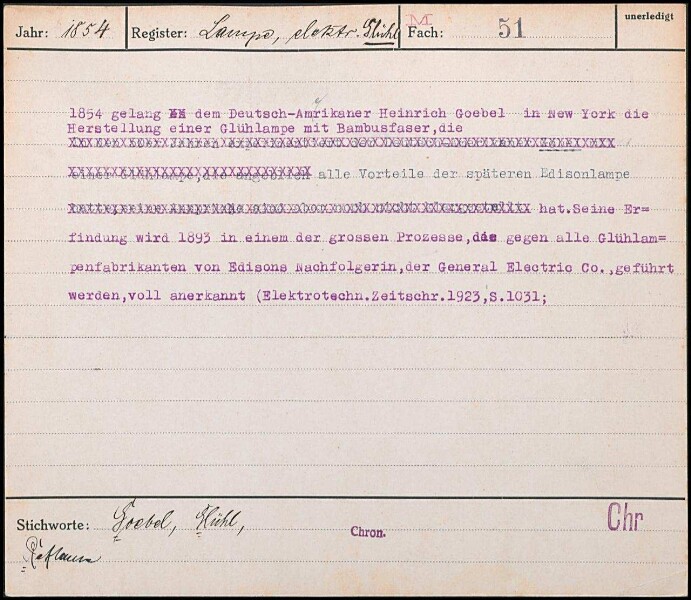 Jahr: 1854 Register: Lampe, elektr. Glühl M Fach: 51 unerledigt
1854 gelang dem Deutsch-Amrikaner Heinrich Goebel in New York die
Herstellung einer Glühlampe mit Bambusfaser,die
alle Vorteile der späteren Edisonlampe
hat.Seine Er=
findung wird 1893 in einem der grossen Prozesse,die gegen alle Glühlam=
penfabrikanten von Edisons Nachfolgerin,der General Electric Co.,geführt
werden,voll anerkannt (Elektrotechn.Zeitschr.1923,S.1031;
Stichworte: Goebel, Glühl,
Chron.
Chr